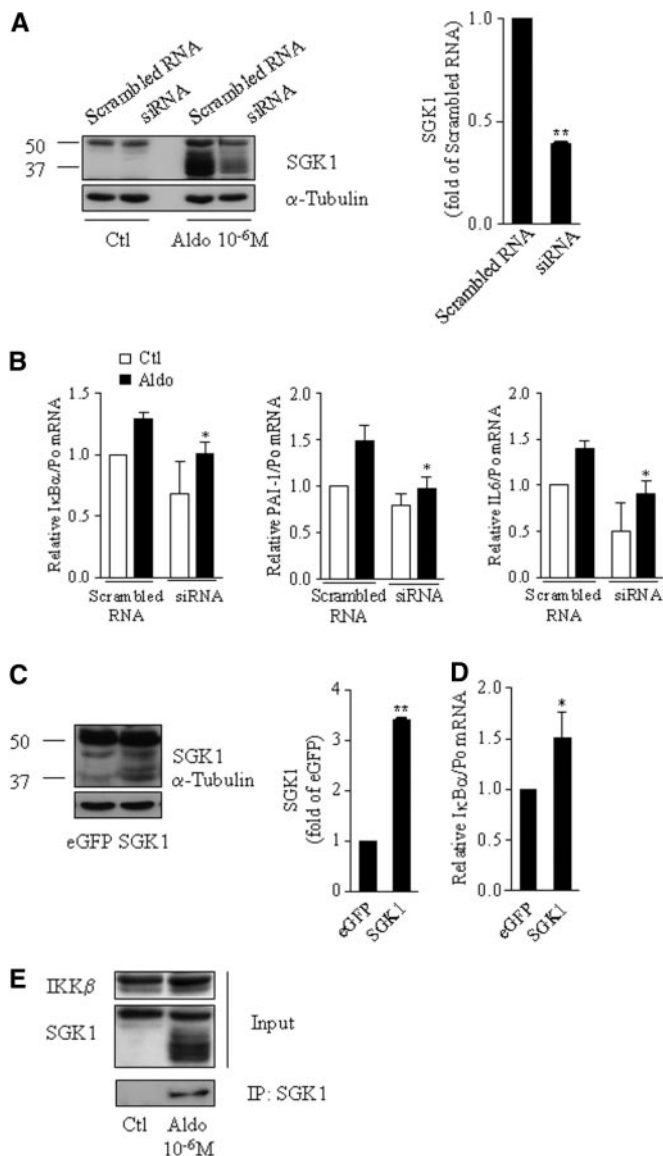 A
Scrambled RNA
siRNA
Scrambled RNA
siRNA
50
37
SGK1
α-Tubulin
Ctl
Aldo 10-6M
SGK1
(fold of Scrambled RNA)
1.0
0.5
0.0
**
Scrambled RNA
siRNA
B
Ctl
Aldo
Relative IκBα/Po mRNA
1.5
1.0
0.5
0.0
*
Scrambled
RNA
siRNA
Relative PAI-1/Po mRNA
2.0
1.5
1.0
0.5
0.0
*
Scrambled
RNA
siRNA
Relative IL6/Po mRNA
2.0
1.5
1.0
0.5
0.0
*
Scrambled
RNA
siRNA
C
50
37
SGK1
α-Tubulin
eGFP SGK1
SGK1
(fold of eGFP)
4
3
2
1
0
**
eGFP
SGK1
D
Relative IκBα/Po mRNA
2.0
1.5
1.0
0.5
0.0
*
eGFP
SGK1
E
IKKβ
SGK1
Input
IP: SGK1
Ctl
Aldo
10-6M